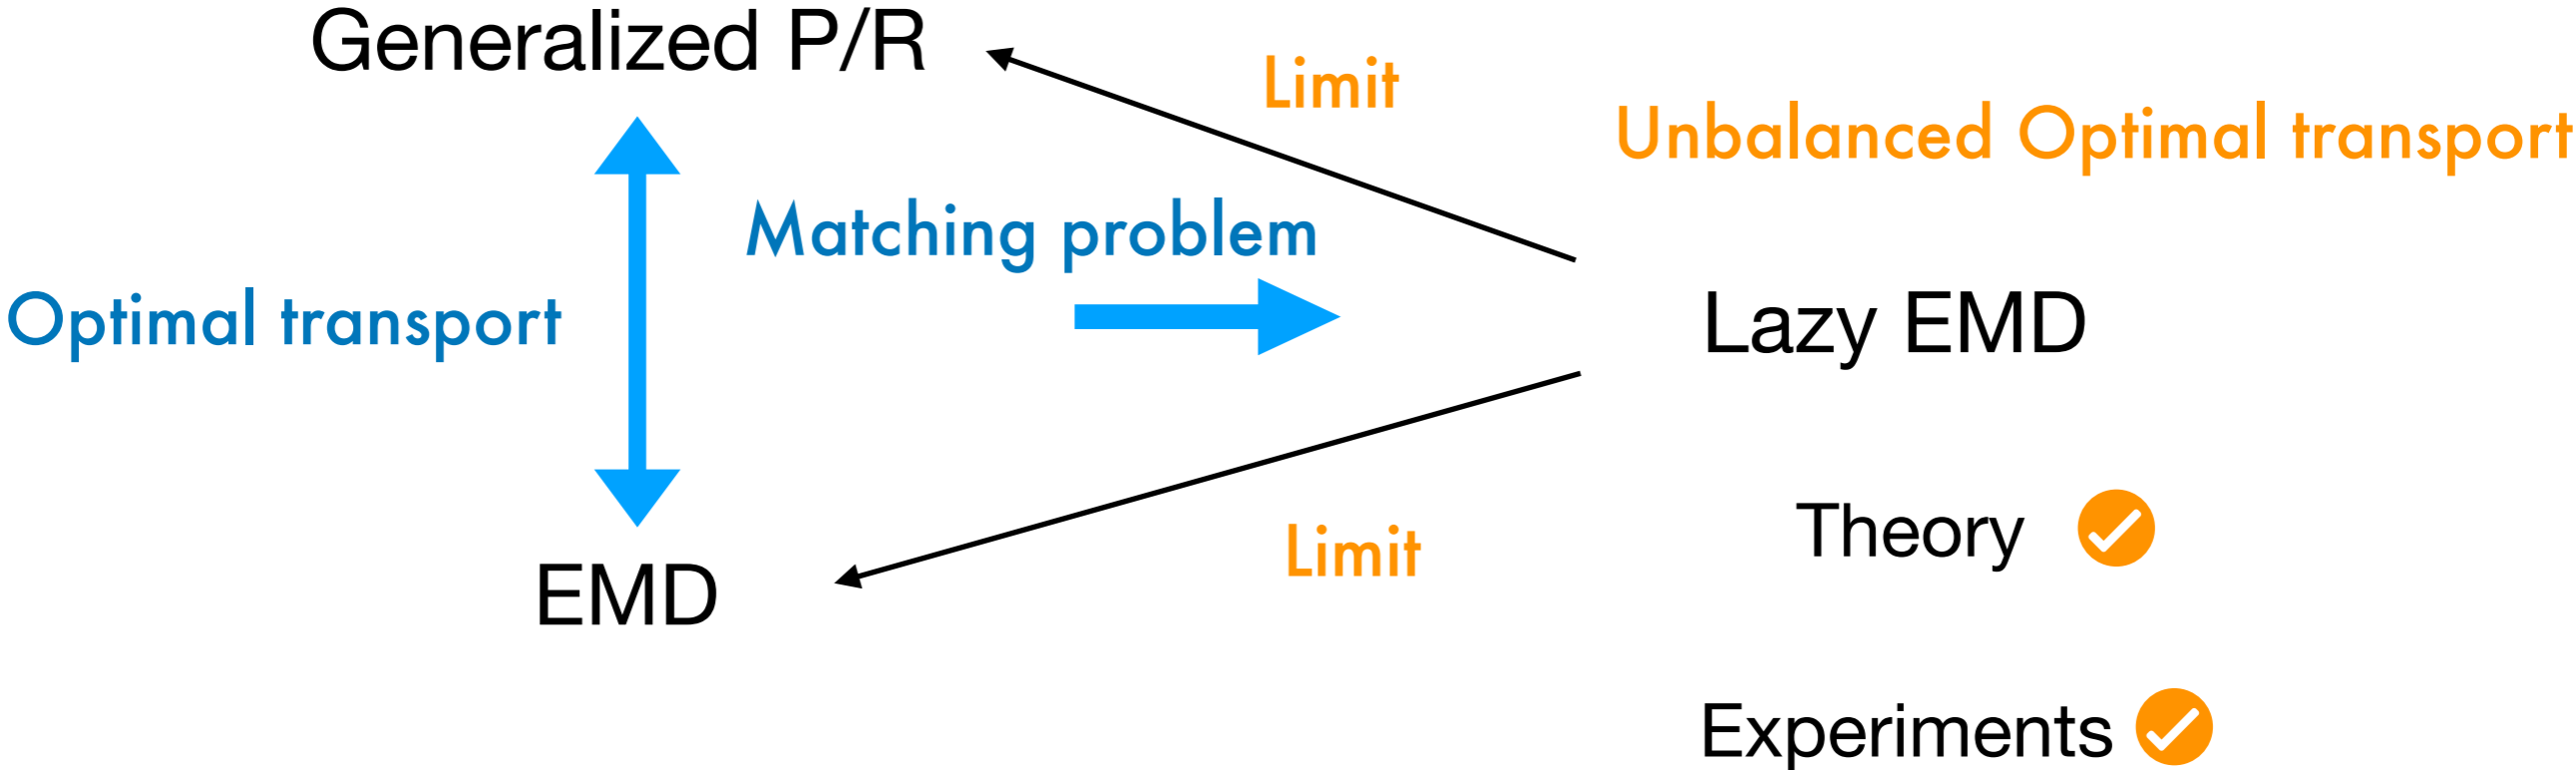 Generalized P/R
Limit
Unbalanced Optimal transport
Matching problem
Optimal transport
Lazy EMD
Theory
Limit
EMD
Experiments